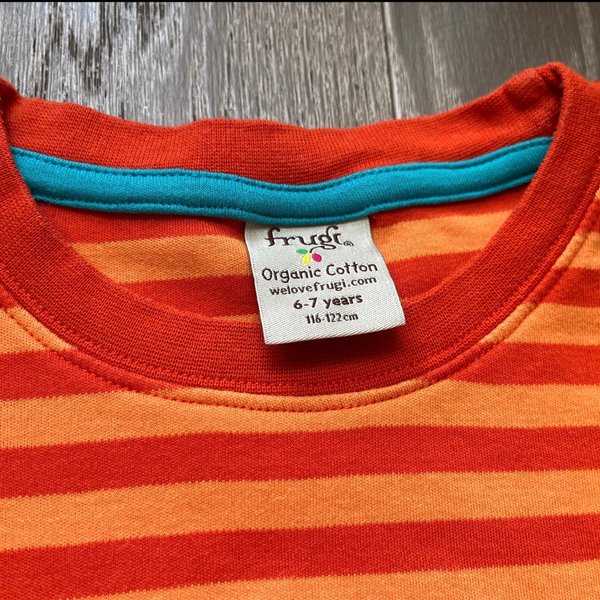 frugi®
Organic Cotton
welovefrugi.com
6-7 years
116-122cm